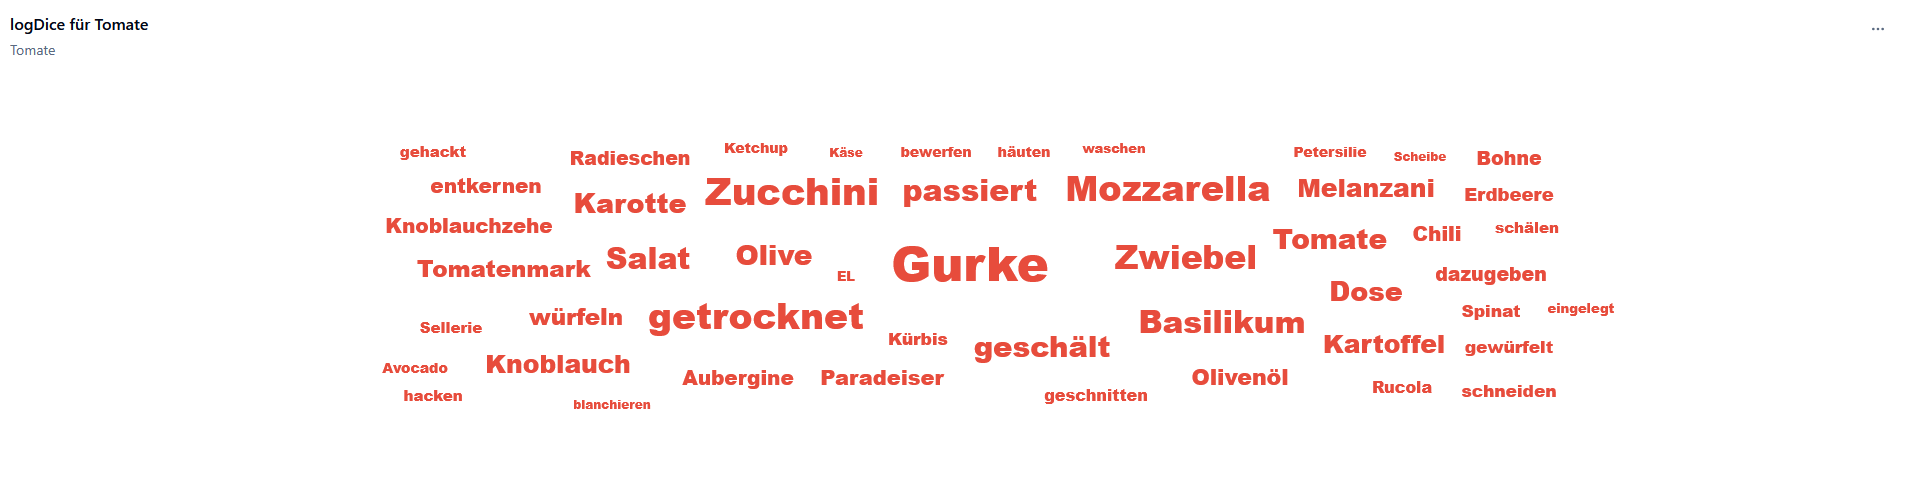 logDice für Tomate
...
Tomate
gehackt Radieschen Ketchup Käse bewerfen häuten waschen Petersilie Scheibe Bohne
entkernen Karotte Zucchini passiert Mozzarella Melanzani Erdbeere
Knoblauchzehe Salat Olive Gurke Zwiebel Tomate Chili schälen
Tomatenmark EL Dose dazugeben
Sellerie würfeln getrocknet Kürbis geschält Basilikum Kartoffel Spinat eingelegt
Avocado Knoblauch Aubergine Paradeiser Olivenöl gewürfelt
hacken blanchieren geschnitten Rucola schneiden